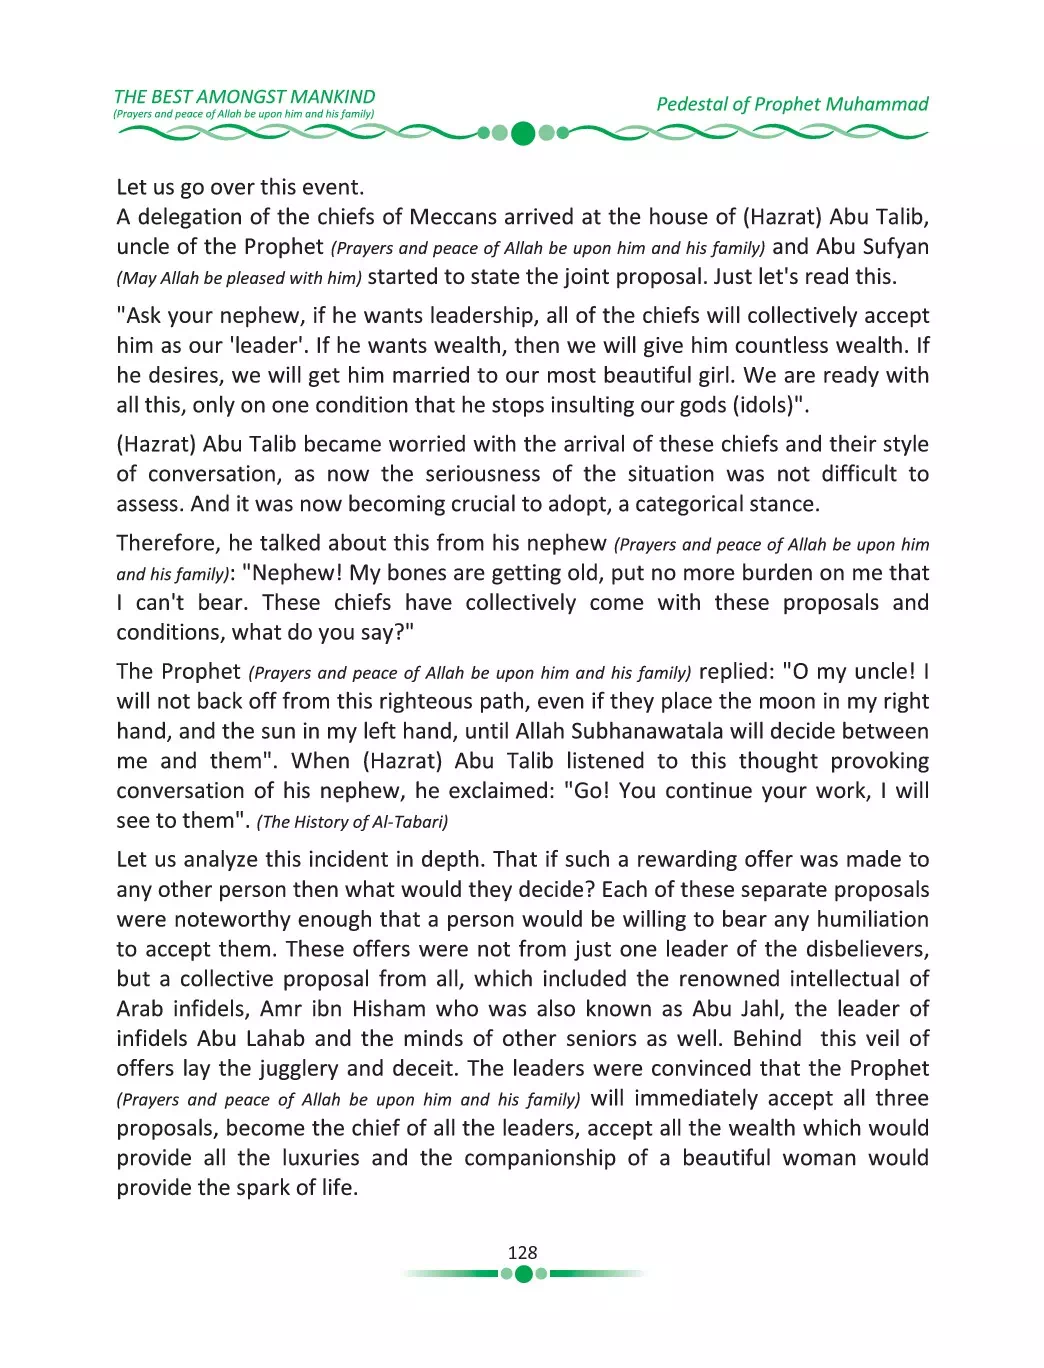 THE BEST AMONGST MANKIND
(Prayers and peace of Allah be upon him and his family)
Pedestal of Prophet Muhammad
Let us go over this event.
A delegation of the chiefs of Meccans arrived at the house of (Hazrat) Abu Talib,
uncle of the Prophet (Prayers and peace of Allah be upon him and his family) and Abu Sufyan
(May Allah be pleased with him) started to state the joint proposal. Just let's read this.
"Ask your nephew, if he wants leadership, all of the chiefs will collectively accept
him as our 'leader'. If he wants wealth, then we will give him countless wealth. If
he desires, we will get him married to our most beautiful girl. We are ready with
all this, only on one condition that he stops insulting our gods (idols)".
(Hazrat) Abu Talib became worried with the arrival of these chiefs and their style
of conversation, as now the seriousness of the situation was not difficult to
assess. And it was now becoming crucial to adopt, a categorical stance.
Therefore, he talked about this from his nephew (Prayers and peace of Allah be upon him
and his family): "Nephew! My bones are getting old, put no more burden on me that
I can't bear. These chiefs have collectively come with these proposals and
conditions, what do you say?"
The Prophet (Prayers and peace of Allah be upon him and his family) replied: "O my uncle! I
will not back off from this righteous path, even if they place the moon in my right
hand, and the sun in my left hand, until Allah Subhanawatala will decide between
me and them". When (Hazrat) Abu Talib listened to this thought provoking
conversation of his nephew, he exclaimed: "Go! You continue your work, I will
see to them". (The History of Al-Tabari)
Let us analyze this incident in depth. That if such a rewarding offer was made to
any other person then what would they decide? Each of these separate proposals
were noteworthy enough that a person would be willing to bear any humiliation
to accept them. These offers were not from just one leader of the disbelievers,
but a collective proposal from all, which included the renowned intellectual of
Arab infidels, Amr ibn Hisham who was also known as Abu Jahl, the leader of
infidels Abu Lahab and the minds of other seniors as well. Behind this veil of
offers lay the jugglery and deceit. The leaders were convinced that the Prophet
(Prayers and peace of Allah be upon him and his family) will immediately accept all three
proposals, become the chief of all the leaders, accept all the wealth which would
provide all the luxuries and the companionship of a beautiful woman would
provide the spark of life.
128